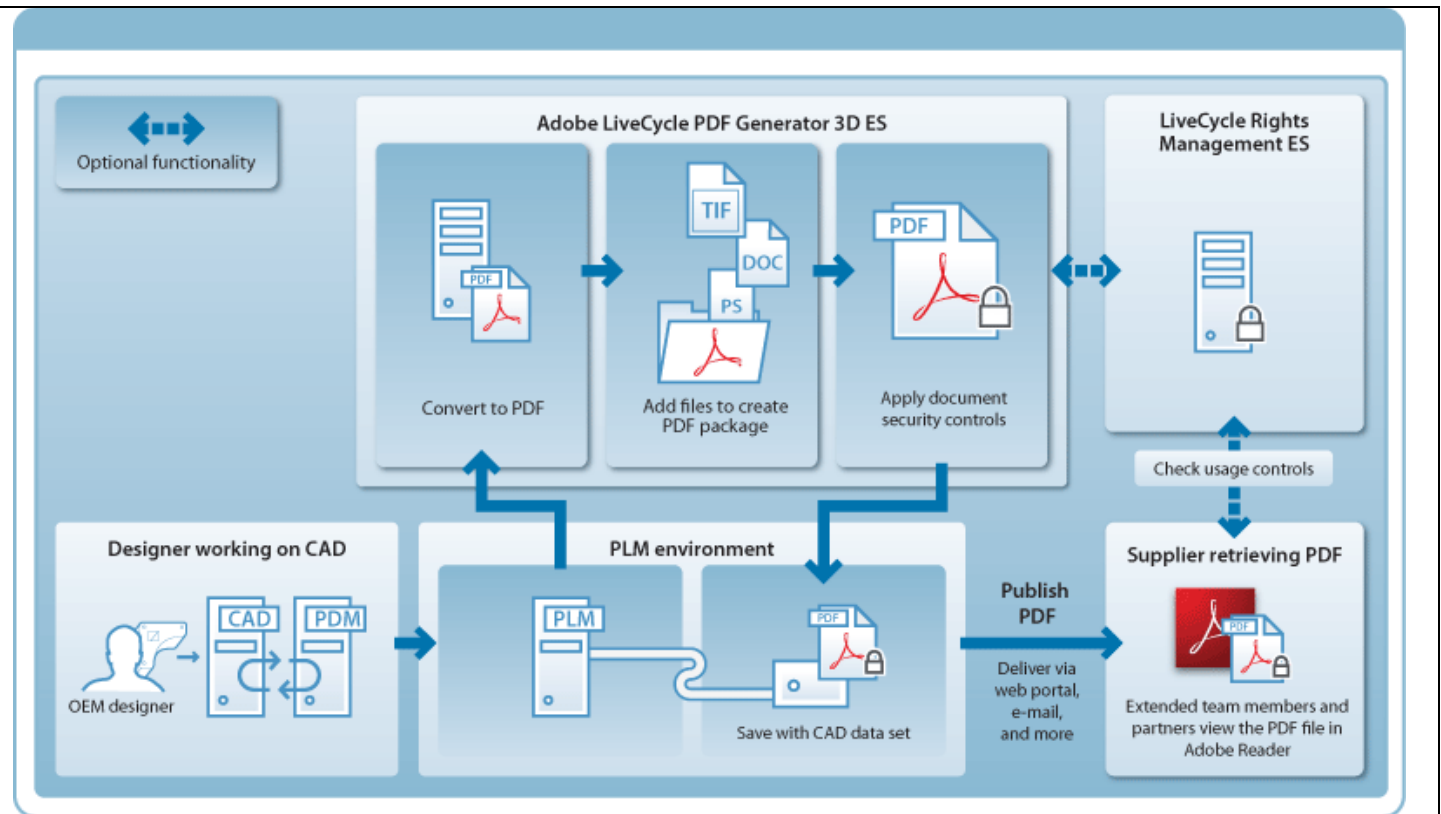 Optional functionality
Adobe LiveCycle PDF Generator 3D ES
PDF
Convert to PDF
TIF
DOC
PS
Add files to create
PDF package
PDF
Apply document
security controls
LiveCycle Rights
Management ES
Check usage controls
Designer working on CAD
CAD
PDM
OEM designer
PLM environment
PLM
PDF
Save with CAD data set
Publish
PDF
Deliver via
web portal,
e-mail,
and more
Supplier retrieving PDF
PDF
Extended team members and
partners view the PDF file in
Adobe Reader